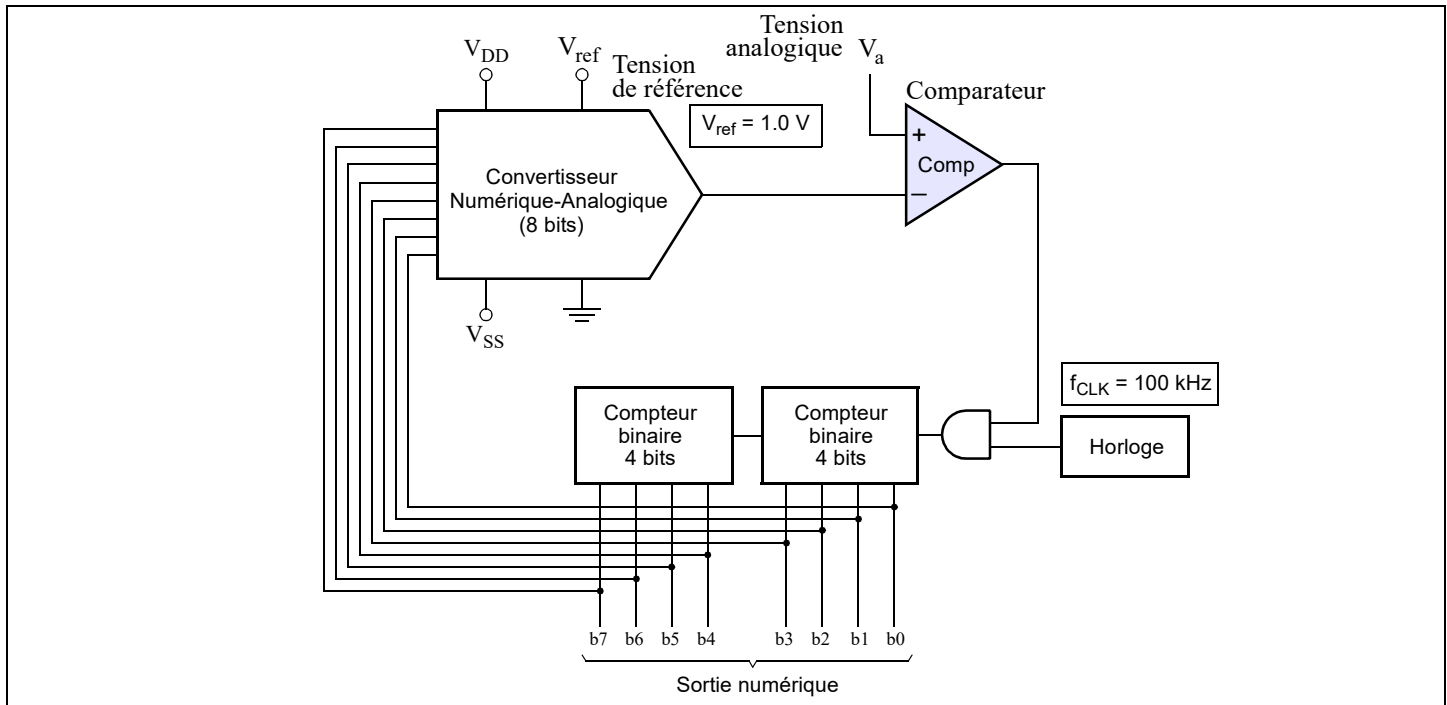 Tension
analogique V_a
V_DD
V_ref
Tension
de référence
V_ref = 1.0 V
Comparateur
+
Comp
−
Convertisseur
Numérique-Analogique
(8 bits)
V_SS
f_CLK = 100 kHz
Compteur
binaire
4 bits
Compteur
binaire
4 bits
Horloge
b7 b6 b5 b4 b3 b2 b1 b0
Sortie numérique